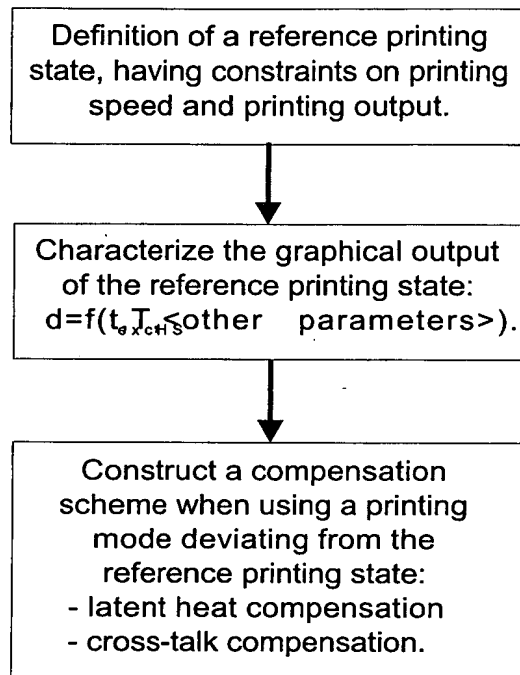 Definition of a reference printing
state, having constraints on printing
speed and printing output.
Characterize the graphical output
of the reference printing state:
d=f( <other parameters>).
Construct a compensation
scheme when using a printing
mode deviating from the
reference printing state:
- latent heat compensation
- cross-talk compensation.